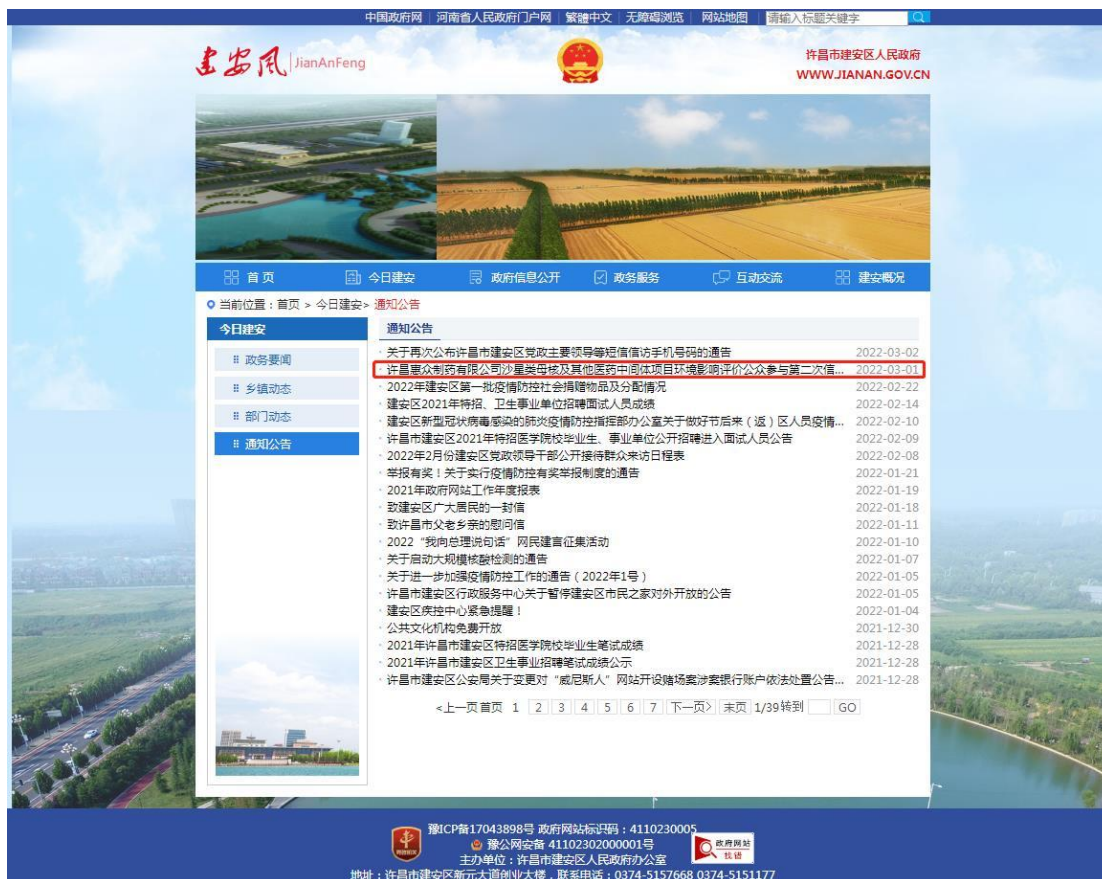 中国政府网 河南省人民政府门户网 繁體中文 无障碍浏览 网站地图 请输入标题关键字
建安风 JianAnFeng
许昌市建安区人民政府
WWW.JIANAN.GOV.CN
首页 今日建安 政府信息公开 政务服务 互动交流 建安概况
当前位置：首页 > 今日建安> 通知公告
今日建安
政务要闻
乡镇动态
部门动态
通知公告
通知公告
关于再次公布许昌市建安区党政主要领导等短信信访手机号码的通告 2022-03-02
许昌惠众制药有限公司沙星类母核及其他医药中间体项目环境影响评价公众参与第二次信... 2022-03-01
2022年建安区第一批疫情防控社会捐赠物品及分配情况 2022-02-22
建安区2021年特招、卫生事业单位招聘面试人员成绩 2022-02-14
建安区新型冠状病毒感染的肺炎疫情防控指挥部办公室关于做好节后来（返）区人员疫情... 2022-02-10
许昌市建安区2021年特招医学院校毕业生、事业单位公开招聘进入面试人员公告 2022-02-09
2022年2月份建安区党政领导干部公开接待群众来访日程表 2022-02-08
举报有奖！关于实行疫情防控有奖举报制度的通告 2022-01-21
2021年政府网站工作年度报表 2022-01-19
致建安区广大居民的一封信 2022-01-18
致许昌市父老乡亲的慰问信 2022-01-11
2022“我向总理说句话”网民建言征集活动 2022-01-10
关于启动大规模核酸检测的通告 2022-01-07
关于进一步加强疫情防控工作的通告（2022年1号） 2022-01-05
许昌市建安区行政服务中心关于暂停建安区市民之家对外开放的公告 2022-01-05
建安区疾控中心紧急提醒！ 2022-01-04
公共文化机构免费开放 2021-12-30
2021年许昌市建安区特招医学院校毕业生笔试成绩 2021-12-28
2021年许昌市建安区卫生事业招聘笔试成绩公示 2021-12-28
许昌市建安区公安局关于变更对“威尼斯人”网站开设赌场案涉案银行账户依法处置公告... 2021-12-28
<上一页 首页 1 2 3 4 5 6 7 下一页> 末页 1/39 转到 GO
豫ICP备17043898号 政府网站标识码：4110230005
豫公网安备 41102302000001号
主办单位：许昌市建安区人民政府办公室
政府网站
找错
地址：许昌市建安区新元大道创业大楼，联系电话：0374-5157668 0374-5151177